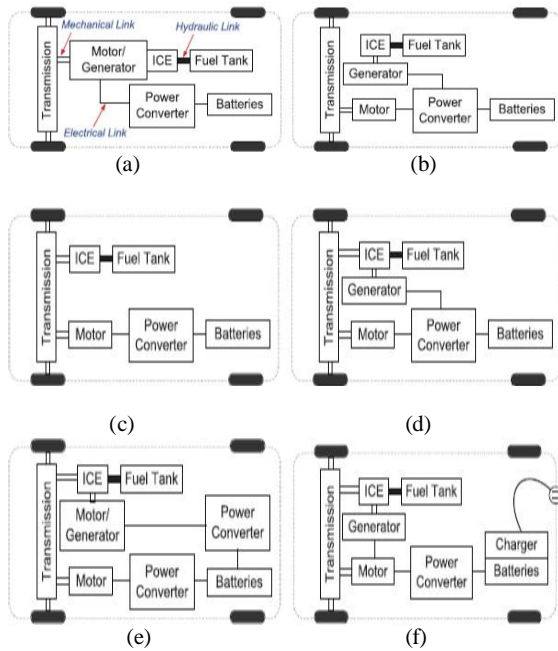 Mechanical Link
Hydraulic Link
Transmission
Motor/
Generator
ICE
Fuel Tank
Power
Converter
Batteries
Electrical Link
(a)
Transmission
ICE
Fuel Tank
Generator
Motor
Power
Converter
Batteries
(b)
Transmission
ICE
Fuel Tank
Motor
Power
Converter
Batteries
(c)
Transmission
ICE
Fuel Tank
Generator
Motor
Power
Converter
Batteries
(d)
Transmission
ICE
Fuel Tank
Motor/
Generator
Power
Converter
Motor
Power
Converter
Batteries
(e)
Transmission
ICE
Fuel Tank
Generator
Motor
Power
Converter
Charger
Batteries
(f)